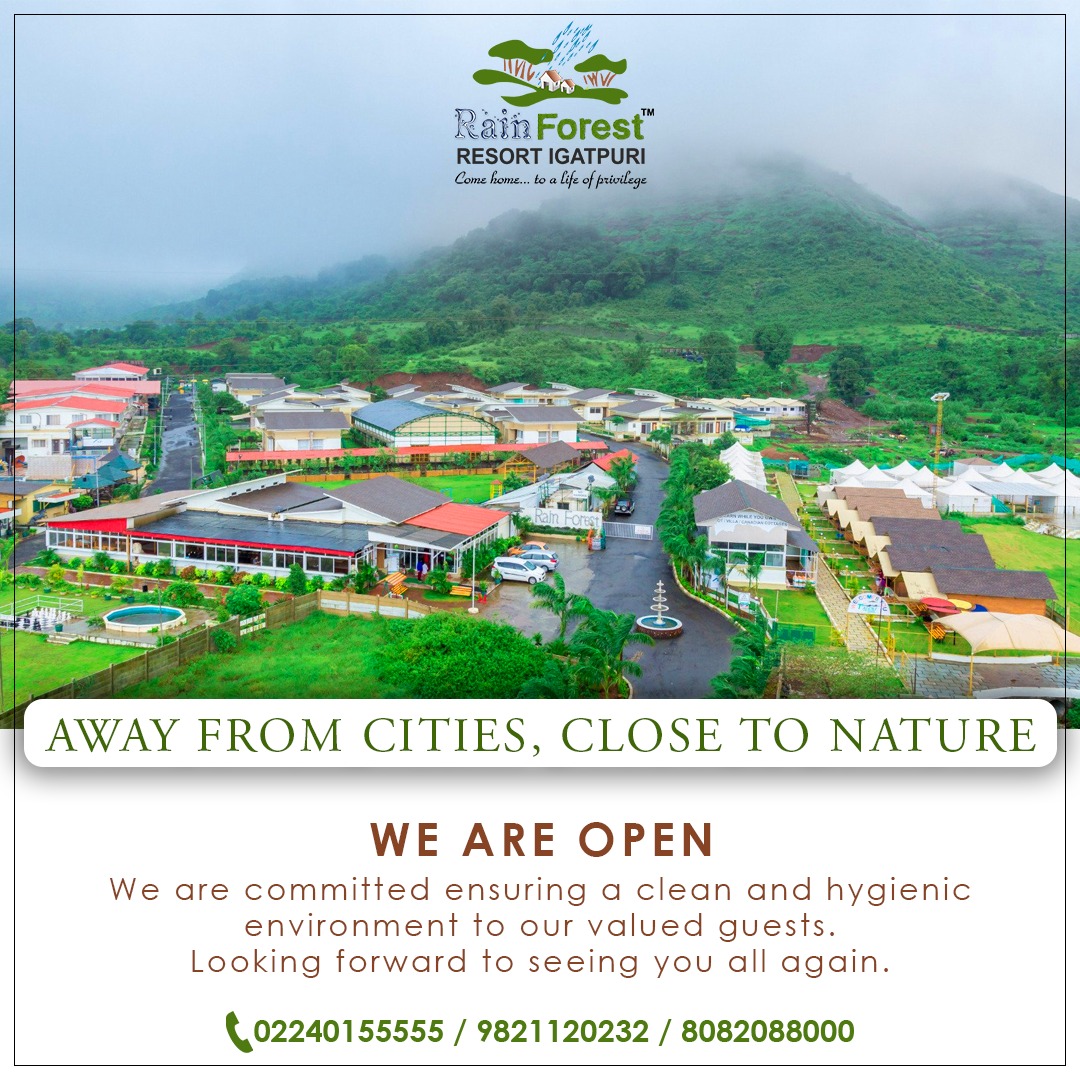 Rain Forest™
RESORT IGATPURI
Come home... to a life of privilege
Rain Forest
AWAY FROM CITIES, CLOSE TO NATURE
WE ARE OPEN
We are committed ensuring a clean and hygienic
environment to our valued guests.
Looking forward to seeing you all again.
02240155555 / 9821120232 / 8082088000